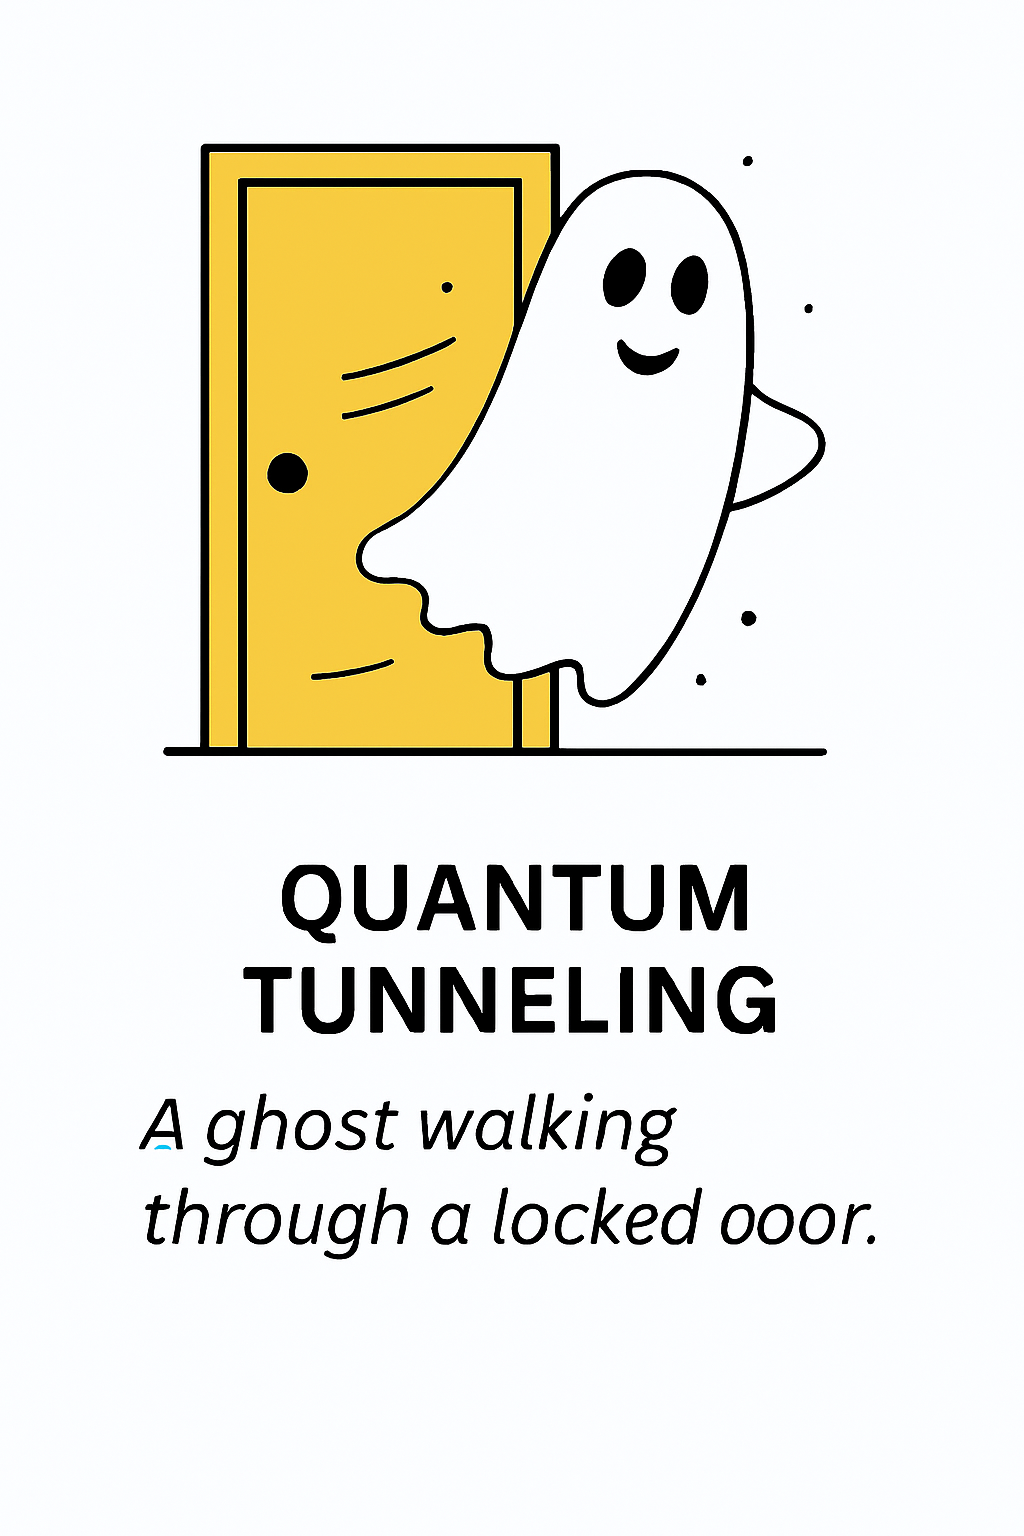 QUANTUM
TUNNELING
A ghost walking
through a locked ooor.